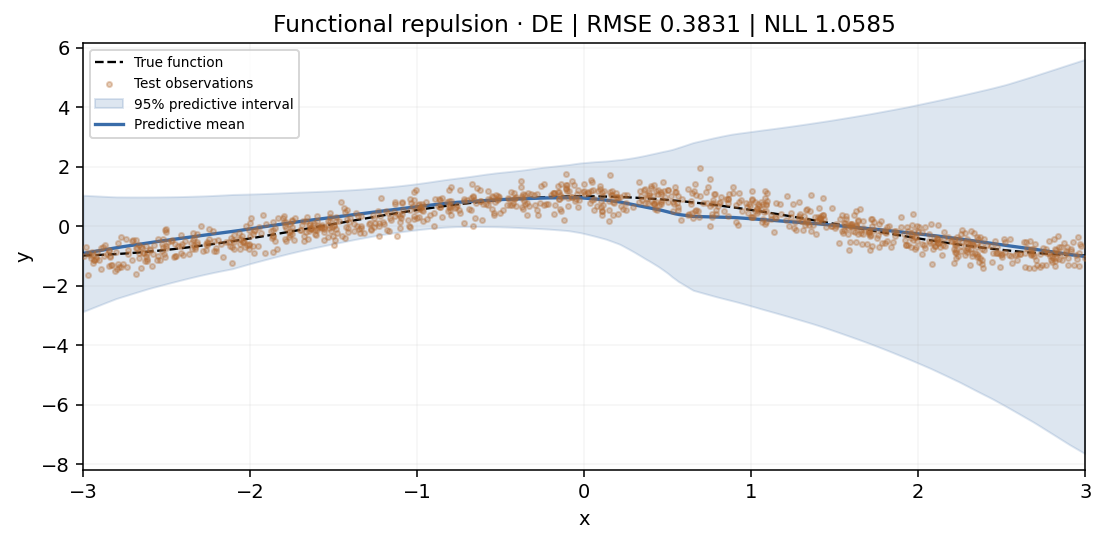 Functional repulsion · DE | RMSE 0.3831 | NLL 1.0585
True function
Test observations
95% predictive interval
Predictive mean
6
4
2
0
−2
−4
−6
−8
y
−3
−2
−1
0
1
2
3
x